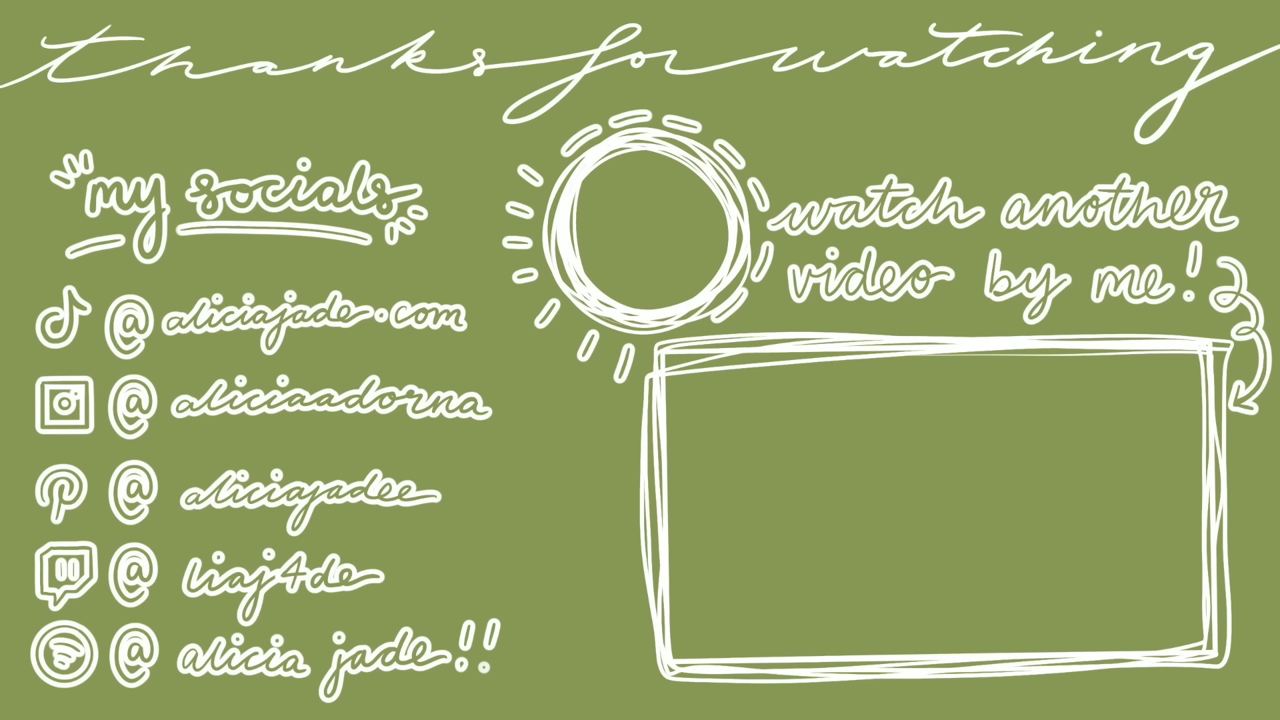 thanks for watching
my socials
@aliciajade.com
@aliciaadorna
@aliciajadee
@liaj4de
@alicia jade!!
watch another
video by me!